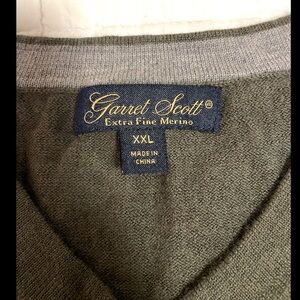 Garret Scott®
Extra Fine Merino
XXL
MADE IN
CHINA